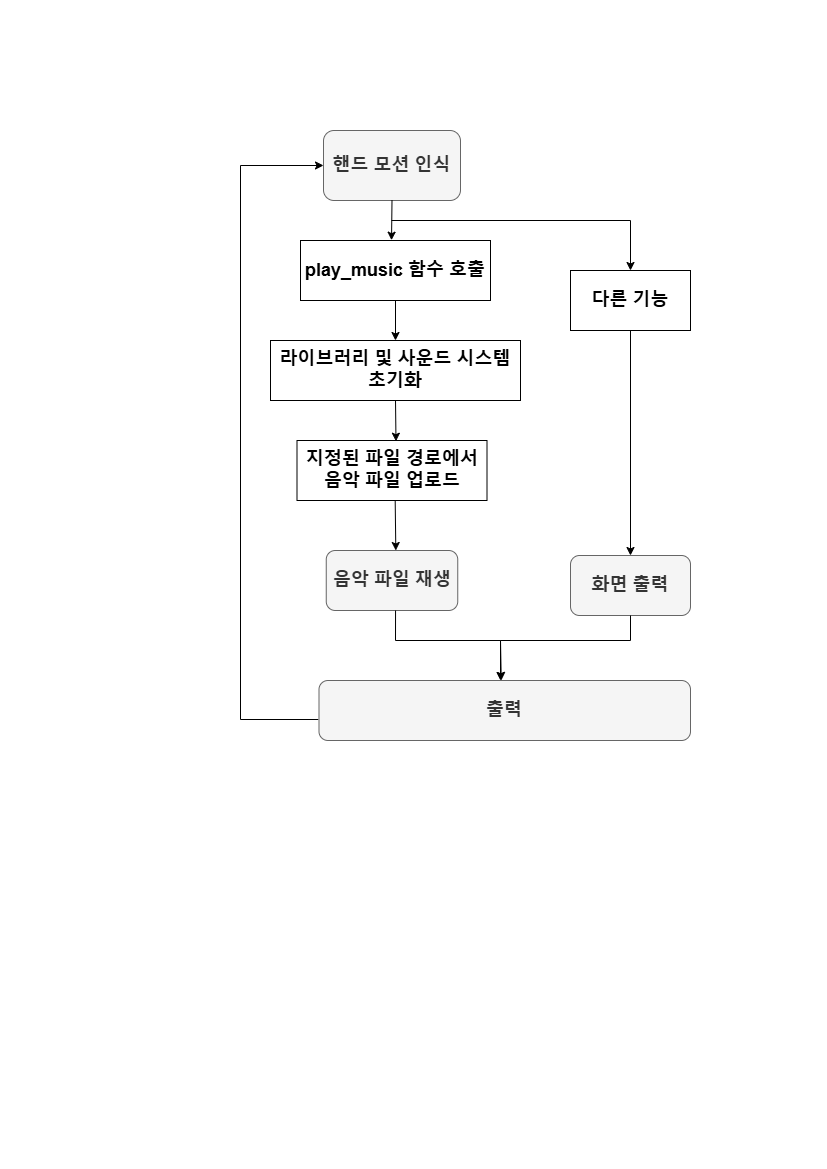 핸드 모션 인식
play_music 함수 호출
다른 기능
라이브러리 및 사운드 시스템
초기화
지정된 파일 경로에서
음악 파일 업로드
음악 파일 재생
화면 출력
출력